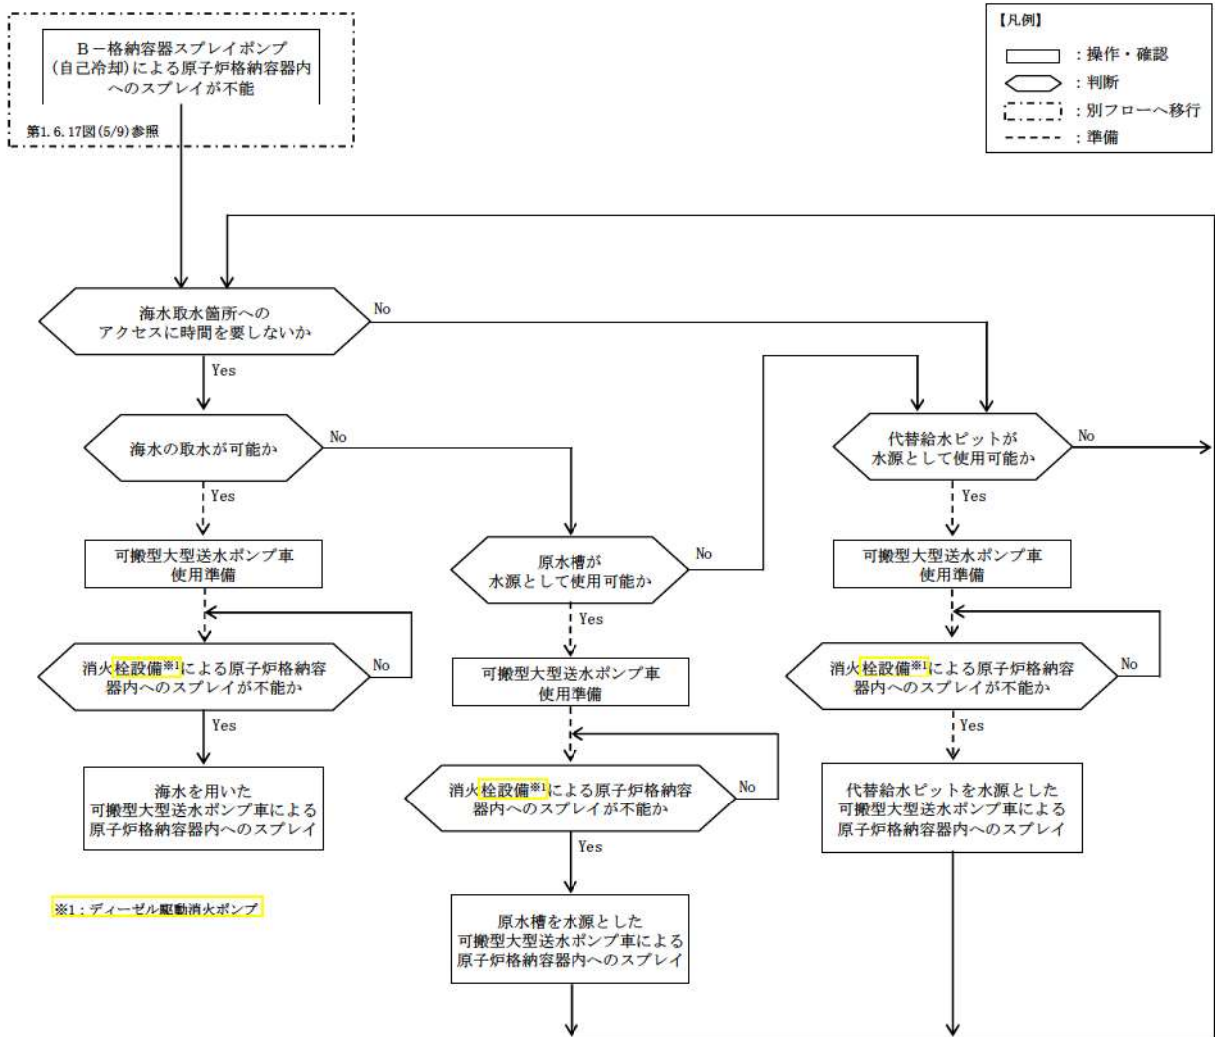 B－格納容器スプレイポンプ
(自己冷却)による原子炉格納容器内
へのスプレイが不能
第1.6.17図(5/9)参照
【凡例】
：操作・確認
：判断
：別フローへ移行
：準備
海水取水箇所への
アクセスに時間を要しないか
No
Yes
海水の取水が可能か
No
Yes
代替給水ピットが
水源として使用可能か
No
Yes
可搬型大型送水ポンプ車
使用準備
原水槽が
水源として使用可能か
No
Yes
可搬型大型送水ポンプ車
使用準備
消火栓設備※1による原子炉格納容
器内へのスプレイが不能か
No
Yes
可搬型大型送水ポンプ車
使用準備
消火栓設備※1による原子炉格納容
器内へのスプレイが不能か
No
Yes
海水を用いた
可搬型大型送水ポンプ車による
原子炉格納容器内へのスプレイ
消火栓設備※1による原子炉格納容
器内へのスプレイが不能か
No
Yes
代替給水ピットを水源とした
可搬型大型送水ポンプ車による
原子炉格納容器内へのスプレイ
※1：ディーゼル駆動消火ポンプ
原水槽を水源とした
可搬型大型送水ポンプ車による
原子炉格納容器内へのスプレイ